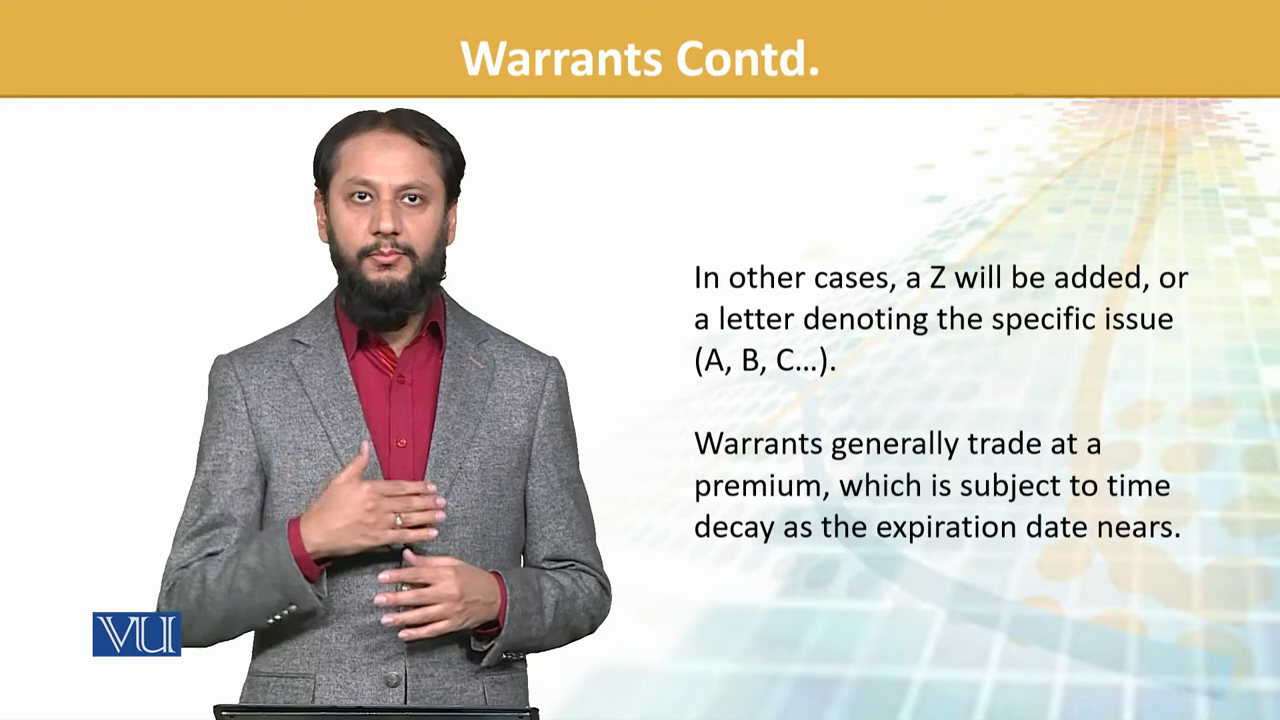 Warrants Contd.
In other cases, a Z will be added, or
a letter denoting the specific issue
(A, B, C...).
Warrants generally trade at a
premium, which is subject to time
decay as the expiration date nears.
VU